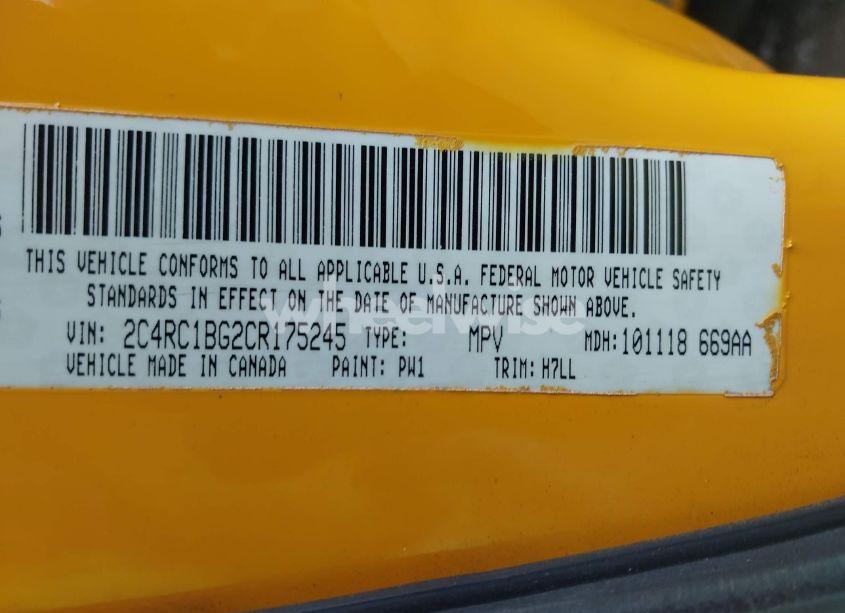 THIS VEHICLE CONFORMS TO ALL APPLICABLE U.S.A. FEDERAL MOTOR VEHICLE SAFETY
STANDARDS IN EFFECT ON THE DATE OF MANUFACTURE SHOWN ABOVE.
VIN: 2C4RC1BG2CR175245 TYPE: MPV MDH: 101118 669AA
VEHICLE MADE IN CANADA PAINT: PW1 TRIM: H7LL
wheelwise